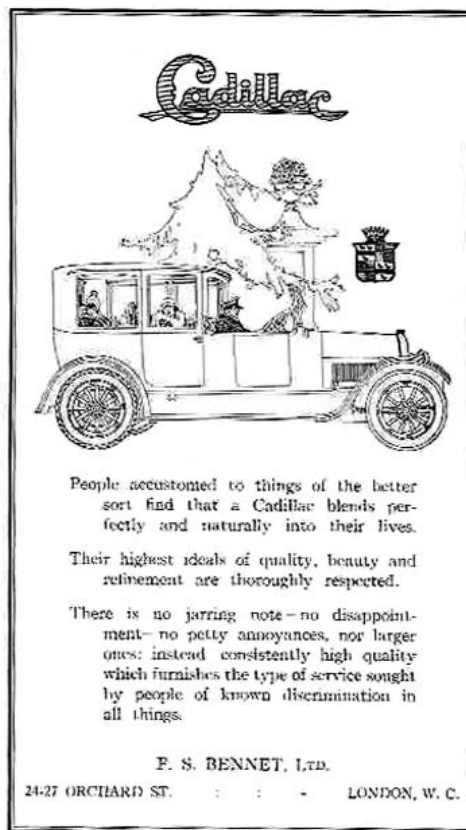 Cadillac
People accustomed to things of the better
sort find that a Cadillac blends per-
fectly and naturally into their lives.
Their highest ideals of quality, beauty and
refinement are thoroughly respected.
There is no jarring note—no disappoint-
ment—no petty annoyances, nor larger
ones: instead consistently high quality
which furnishes the type of service sought
by people of known discrimination in
all things.
F. S. BENNET, LTD.
24-27 ORCHARD ST. : : - LONDON, W. C.